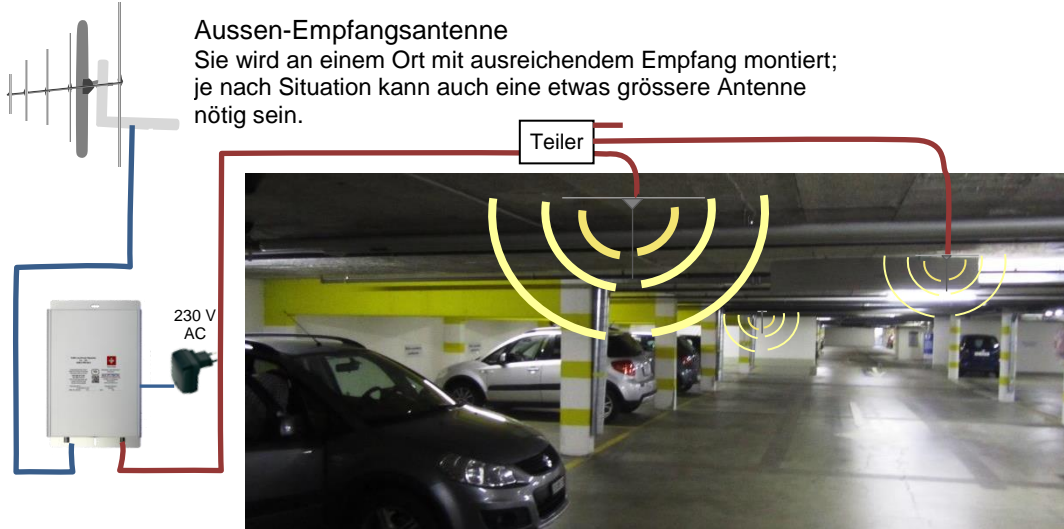 Aussen-Empfangsantenne
Sie wird an einem Ort mit ausreichendem Empfang montiert;
je nach Situation kann auch eine etwas grössere Antenne
nötig sein.
Teiler
230 V
AC